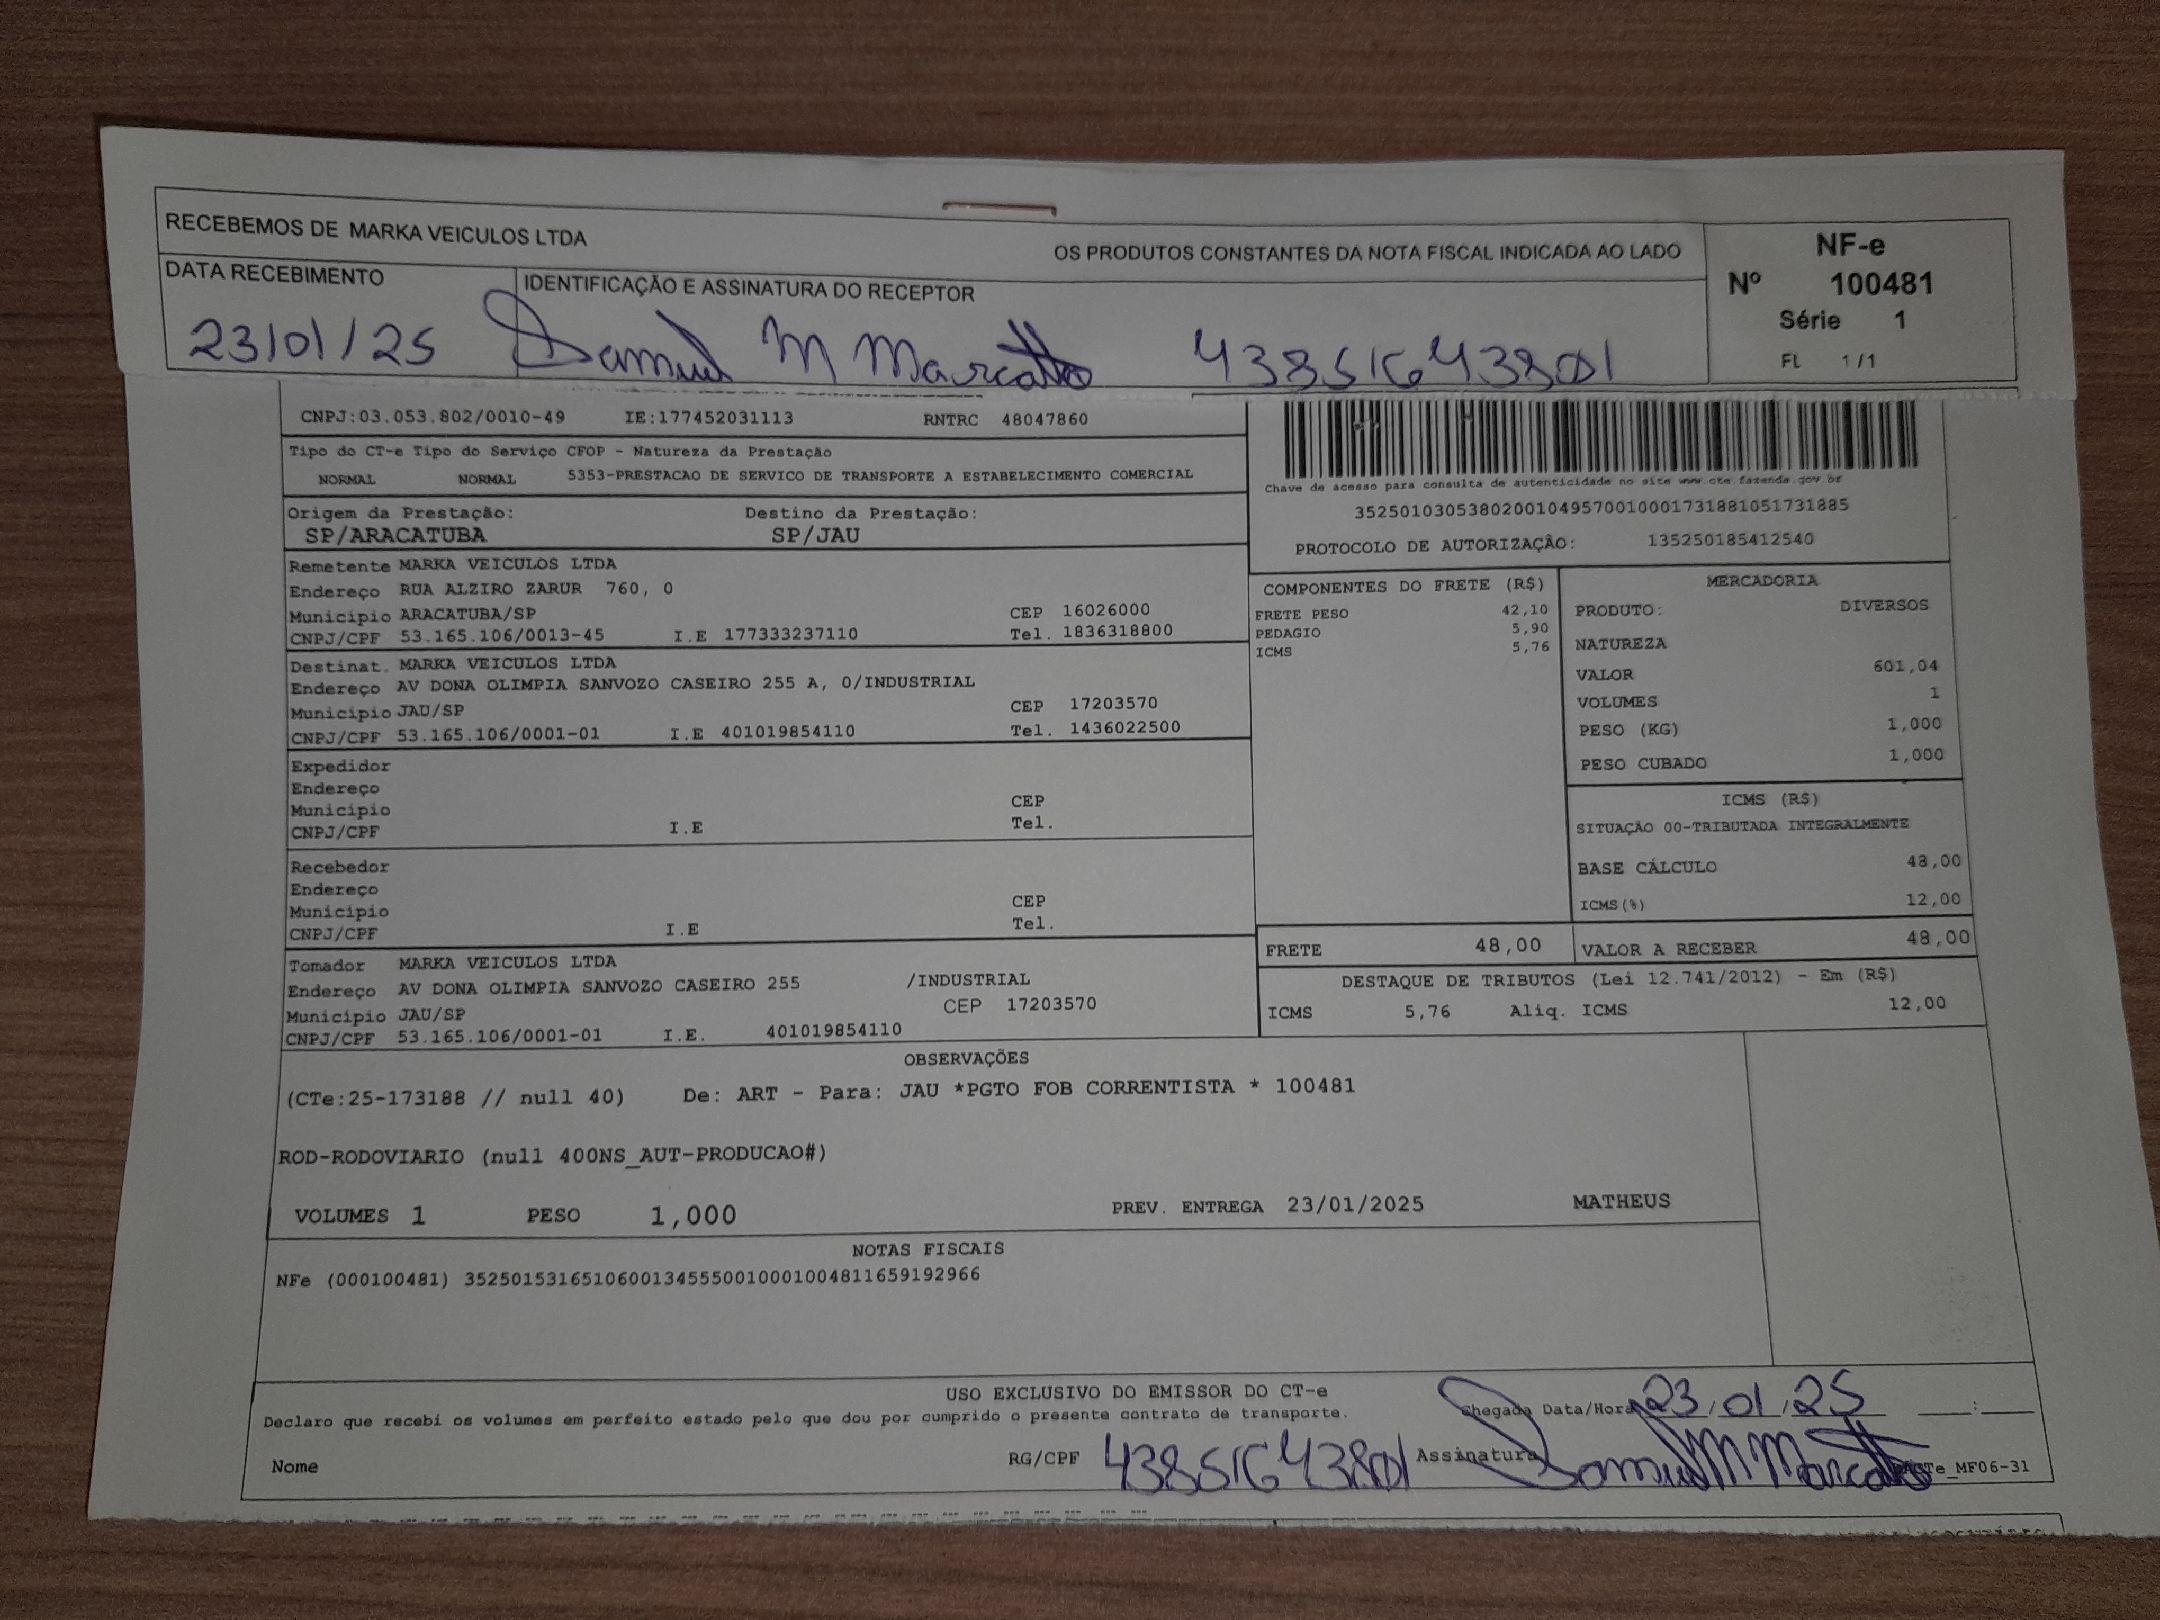 RECEBEMOS DE MARKA VEICULOS LTDA
OS PRODUTOS CONSTANTES DA NOTA FISCAL INDICADA AO LADO
NF-e
Nº 100481
Série 1
FL 1 /1
DATA RECEBIMENTO
IDENTIFICAÇÃO E ASSINATURA DO RECEPTOR
23/01/25 Samuel M Marcatto 43851643801
CNPJ:03.053.802/0010-49 IE:177452031113 RNTRC 48047860
Tipo do CT-e Tipo do Serviço CFOP - Natureza da Prestação
NORMAL NORMAL 5353-PRESTACAO DE SERVICO DE TRANSPORTE A ESTABELECIMENTO COMERCIAL
Chave de acesso para consulta de autenticidade no site www.cte.fazenda.gov.br
35250103053802001049570010001731881051731885
PROTOCOLO DE AUTORIZAÇÃO: 135250185412540
Origem da Prestação: Destino da Prestação:
SP/ARACATUBA SP/JAU
Remetente MARKA VEICULOS LTDA
Endereço RUA ALZIRO ZARUR 760, 0
Município ARACATUBA/SP CEP 16026000
CNPJ/CPF 53.165.106/0013-45 I.E 177333237110 Tel. 1836318800
Destinat. MARKA VEICULOS LTDA
Endereço AV DONA OLIMPIA SANVOZO CASEIRO 255 A, 0/INDUSTRIAL
Município JAU/SP CEP 17203570
CNPJ/CPF 53.165.106/0001-01 I.E 401019854110 Tel. 1436022500
Expedidor
Endereço
Município CEP
CNPJ/CPF I.E Tel.
Recebedor
Endereço
Município CEP
CNPJ/CPF I.E Tel.
Tomador MARKA VEICULOS LTDA
Endereço AV DONA OLIMPIA SANVOZO CASEIRO 255 /INDUSTRIAL
Município JAU/SP CEP 17203570
CNPJ/CPF 53.165.106/0001-01 I.E. 401019854110
COMPONENTES DO FRETE (R$)
FRETE PESO 42,10
PEDAGIO 5,90
ICMS 5,76
MERCADORIA
PRODUTO: DIVERSOS
NATUREZA
VALOR 601,04
VOLUMES 1
PESO (KG) 1,000
PESO CUBADO 1,000
ICMS (R$)
SITUAÇÃO 00-TRIBUTADA INTEGRALMENTE
BASE CÁLCULO 48,00
ICMS(%) 12,00
FRETE 48,00 VALOR A RECEBER 48,00
DESTAQUE DE TRIBUTOS (Lei 12.741/2012) - Em (R$)
ICMS 5,76 Aliq. ICMS 12,00
OBSERVAÇÕES
(CTe:25-173188 // null 40) De: ART - Para: JAU *PGTO FOB CORRENTISTA * 100481
ROD-RODOVIARIO (null 400NS_AUT-PRODUCAO#)
VOLUMES 1 PESO 1,000 PREV. ENTREGA 23/01/2025 MATHEUS
NOTAS FISCAIS
NFe (000100481) 35250153165106001345550010001004811659192966
USO EXCLUSIVO DO EMISSOR DO CT-e
Declaro que recebi os volumes em perfeito estado pelo que dou por cumprido o presente contrato de transporte.
Chegada Data/Hora 23/01/25 __:__
Nome RG/CPF 43851643801 Assinatura Samuel M Marcatto
MF06-31